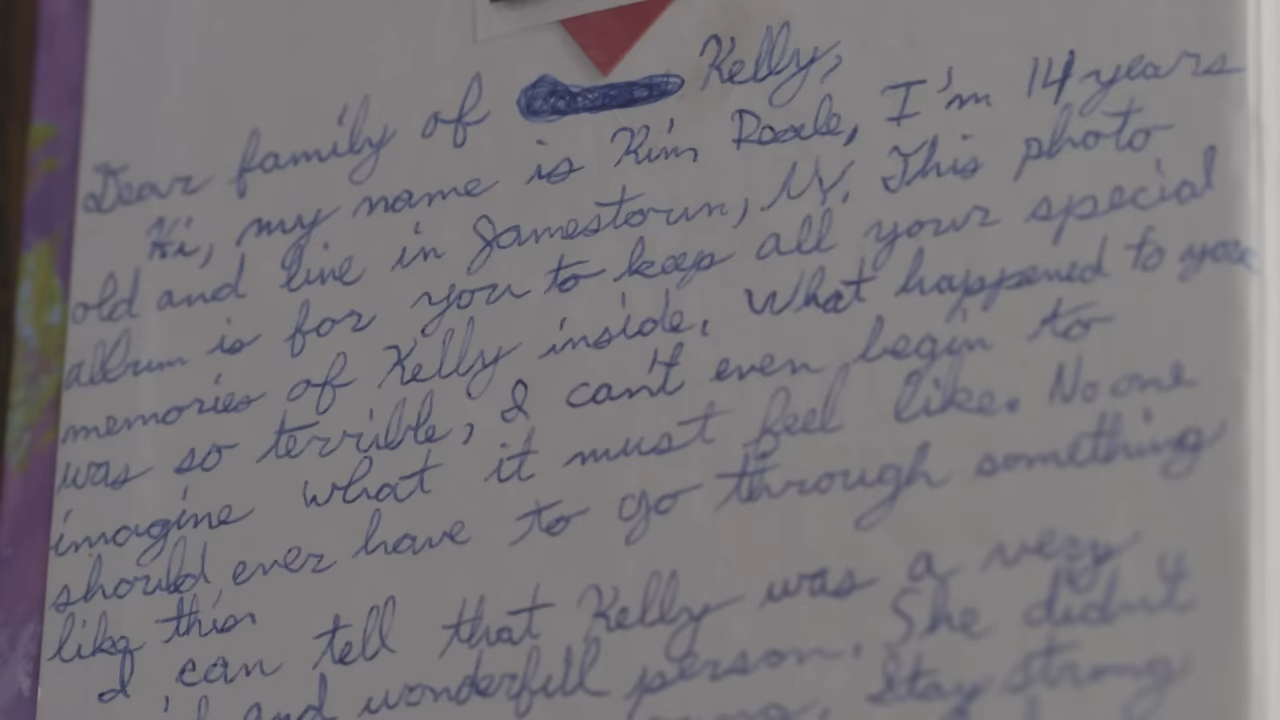 Dear family of Kelly,
Hi, my name is Kim I'm 14 years
old and live in Jamestown, NY. This photo
album is for you to keep all your special
memories of Kelly inside. What happened to you
was so terrible, I can't even begin to
imagine what it must feel like. No one
should ever have to go through something
like this
I can tell that Kelly was a very
and wonderfull person. She didn't
Stay strong